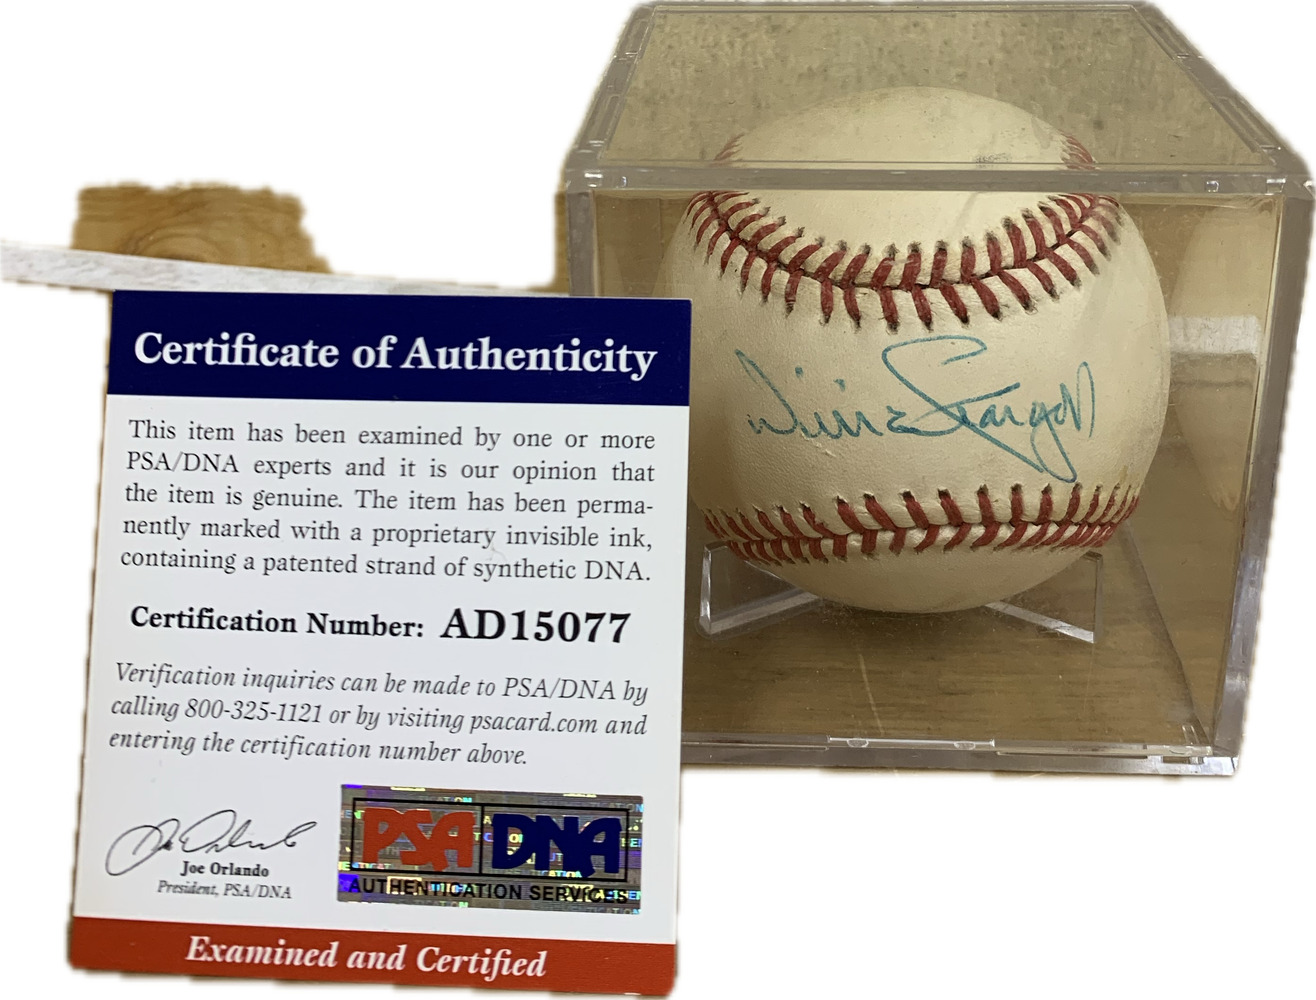 Certificate of Authenticity
This item has been examined by one or more
PSA/DNA experts and it is our opinion that
the item is genuine. The item has been perma-
nently marked with a proprietary invisible ink,
containing a patented strand of synthetic DNA.
Certification Number: AD15077
Verification inquiries can be made to PSA/DNA by
calling 800-325-1121 or by visiting psacard.com and
entering the certification number above.
Joe Orlando
President, PSA/DNA
PSA DNA
AUTHENTICATION SERVICES
Examined and Certified
Willie Stargell